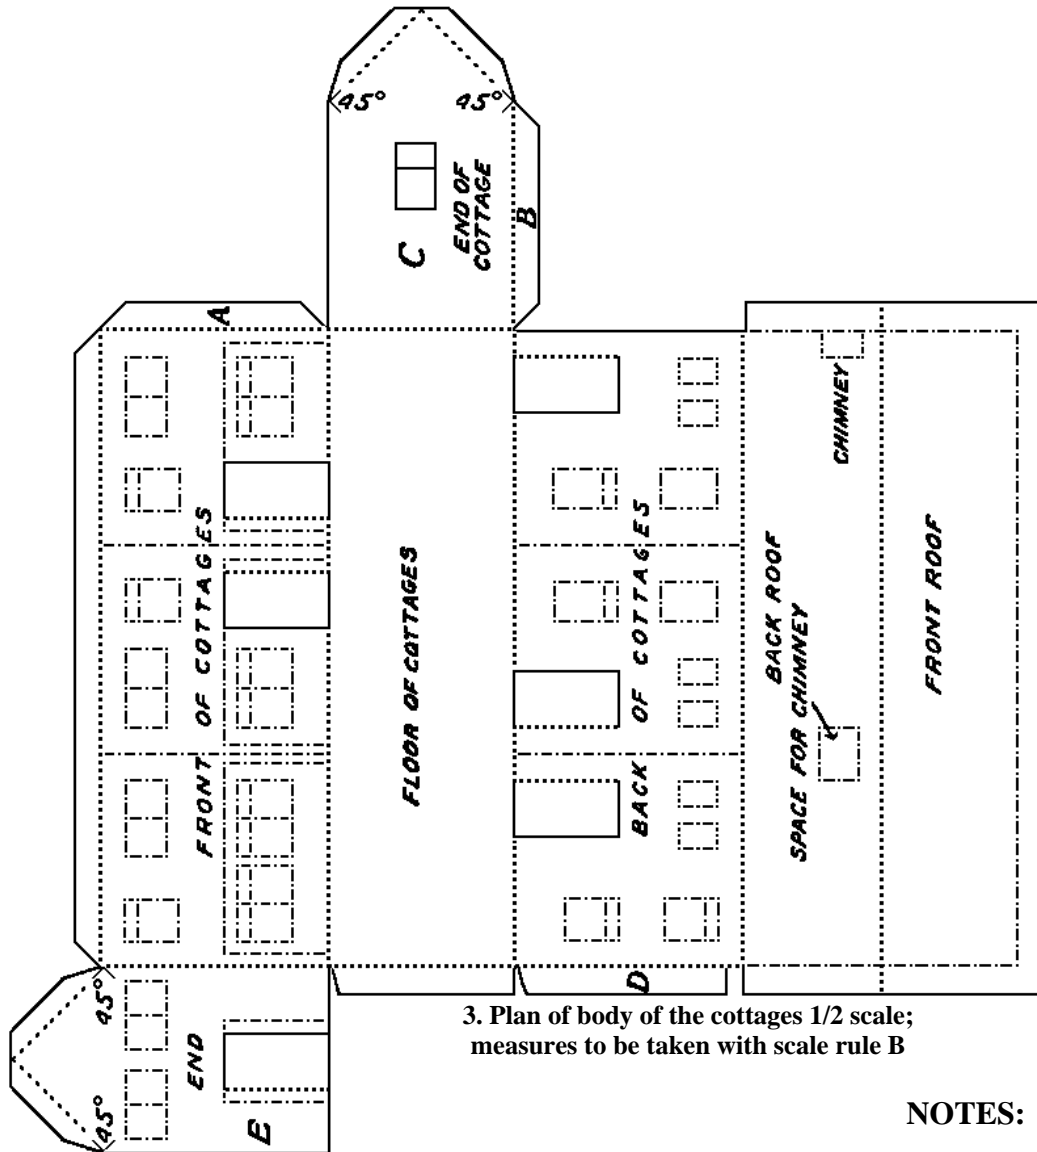 45°
45°
END OF
COTTAGE
C
B
A
FRONT OF COTTAGES
FLOOR OF COTTAGES
BACK OF COTTAGES
CHIMNEY
BACK ROOF
SPACE FOR CHIMNEY
FRONT ROOF
D
45°
45°
END
E
3. Plan of body of the cottages 1/2 scale;
measures to be taken with scale rule B
NOTES: